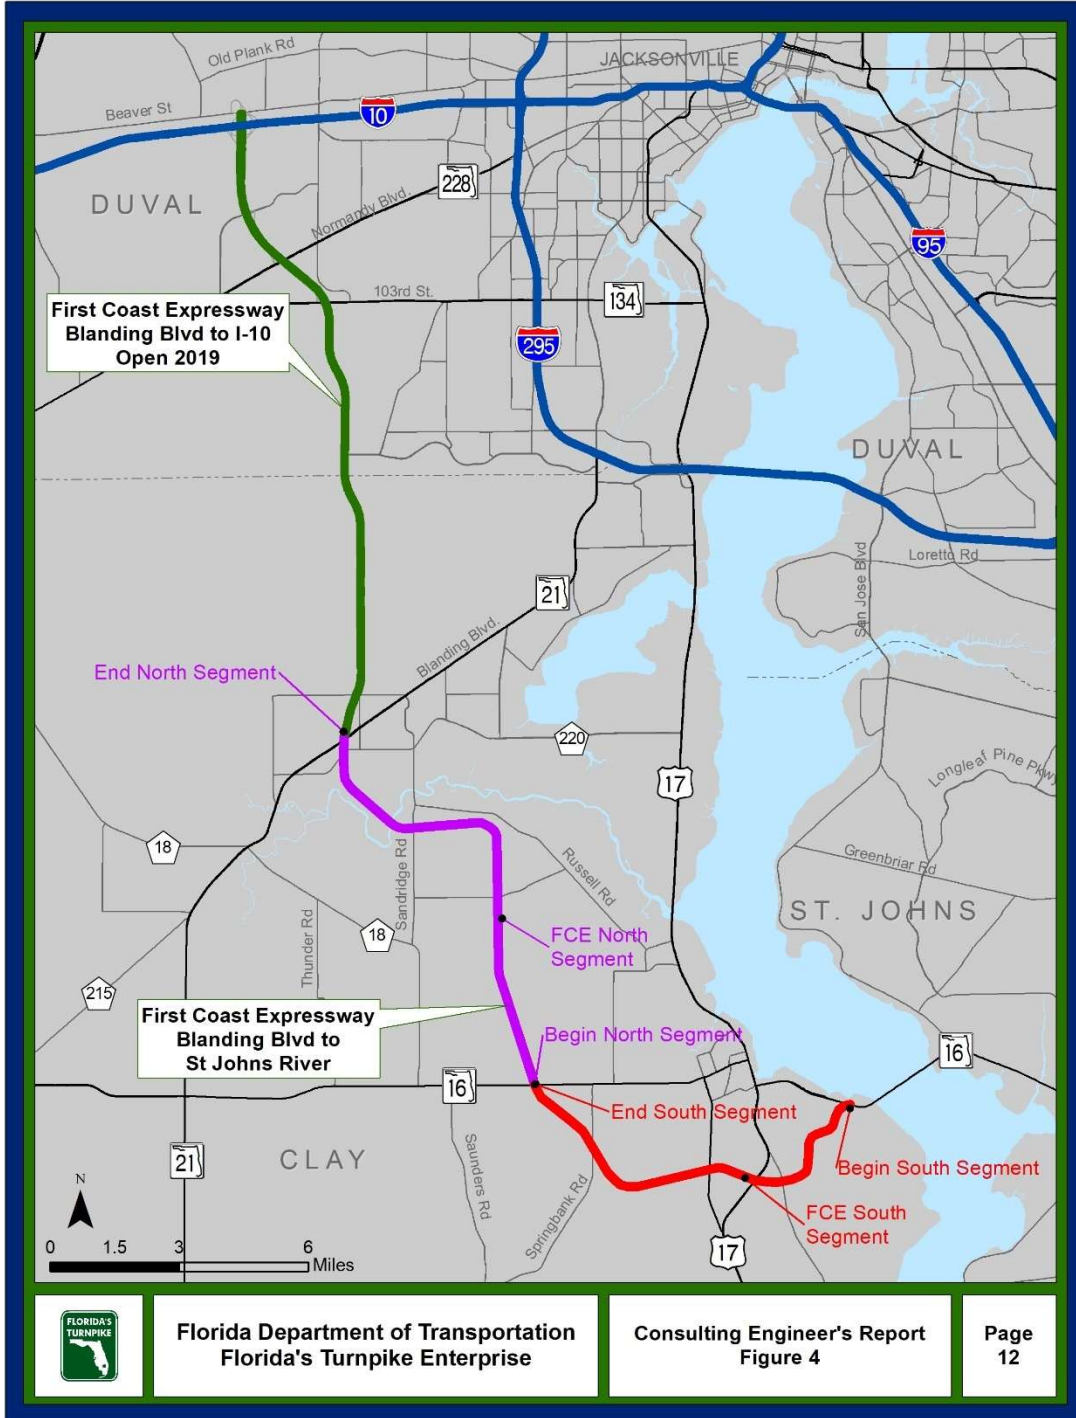 Old Plank Rd
JACKSONVILLE
Beaver St
10
DUVAL
228
Normandy Blvd.
95
103rd St.
134
First Coast Expressway
Blanding Blvd to I-10
Open 2019
295
DUVAL
Loretto Rd
San Jose Blvd
21
Blanding Blvd.
End North Segment
220
17
Longleaf Pine Pkwy
18
Greenbriar Rd
Russell Rd
Sandridge Rd
ST. JOHNS
Thunder Rd
18
FCE North
Segment
215
First Coast Expressway
Blanding Blvd to
St Johns River
Begin North Segment
16
16
End South Segment
21
CLAY
Saunders Rd
Springbank Rd
Begin South Segment
FCE South
Segment
17
N
0 1.5 3 6
Miles
FLORIDA'S
TURNPIKE
Florida Department of Transportation
Florida's Turnpike Enterprise
Consulting Engineer's Report
Figure 4
Page
12